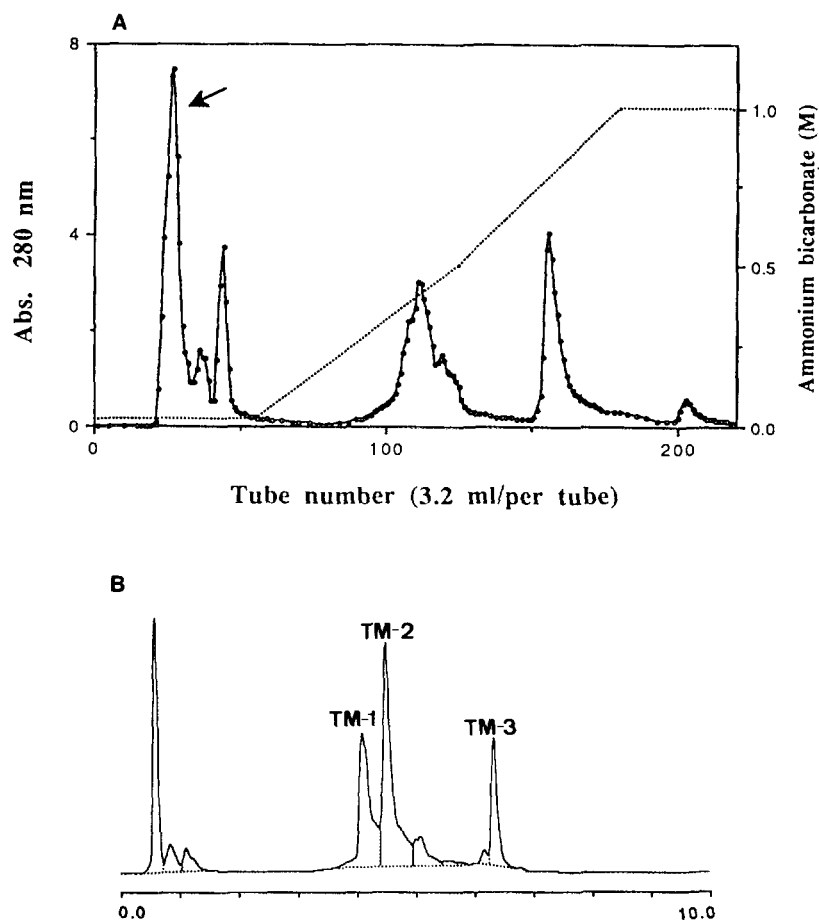 A
8
4
0
Abs. 280 nm
1.0
0.5
0.0
Ammonium bicarbonate (M)
0
100
200
Tube number (3.2 ml/per tube)
B
TM-1
TM-2
TM-3
0.0
10.0